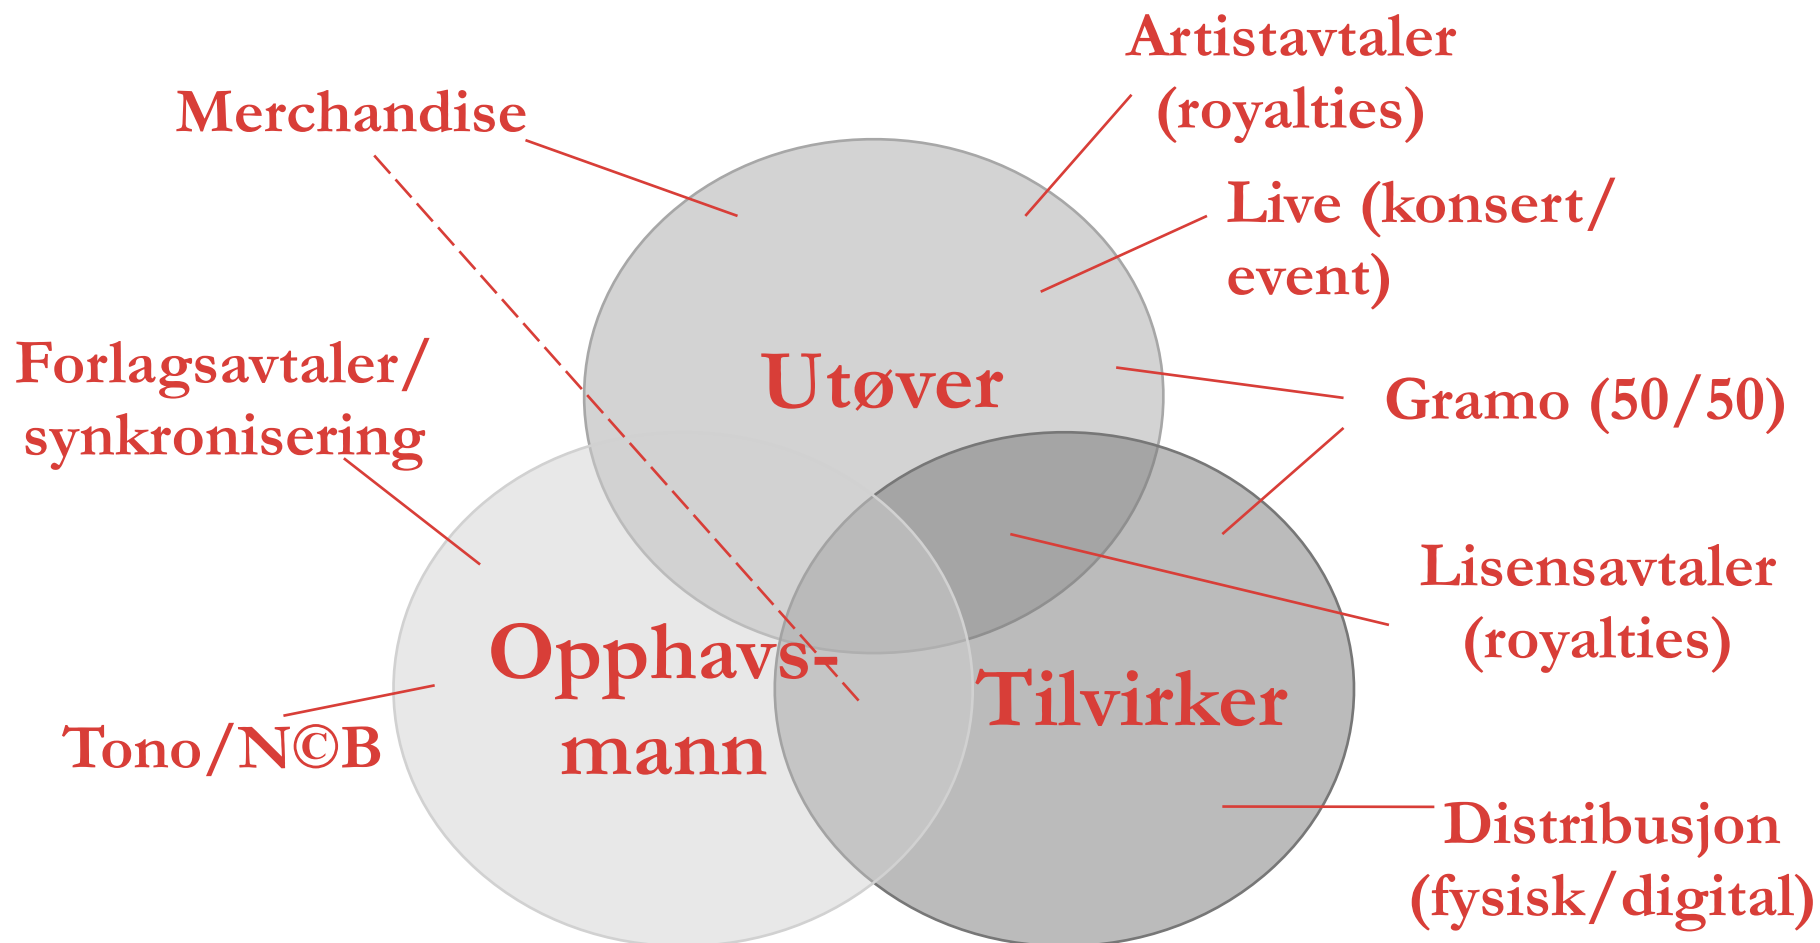 Artistavtaler
(royalties)
Merchandise
Live (konsert/
event)
Forlagsavtaler/
synkronisering
Utøver
Gramo (50/50)
Lisensavtaler
(royalties)
Opphavs-
mann
Tilvirker
Tono/N©B
Distribusjon
(fysisk/digital)